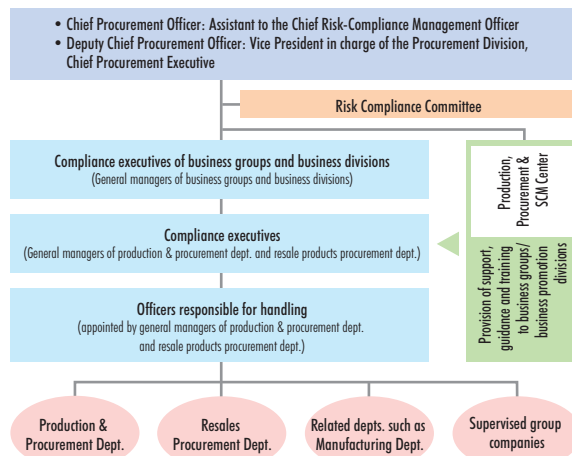 • Chief Procurement Officer: Assistant to the Chief Risk-Compliance Management Officer
• Deputy Chief Procurement Officer: Vice President in charge of the Procurement Division,
Chief Procurement Executive
Risk Compliance Committee
Compliance executives of business groups and business divisions
(General managers of business groups and business divisions)
Compliance executives
(General managers of production & procurement dept. and resale products procurement dept.)
Officers responsible for handling
(appointed by general managers of production & procurement dept.
and resale products procurement dept.)
Production,
Procurement &
SCM Center
Provision of support,
guidance and training
to business groups/
business promotion
divisions
Production &
Procurement Dept.
Resales
Procurement Dept.
Related depts. such as
Manufacturing Dept.
Supervised group
companies